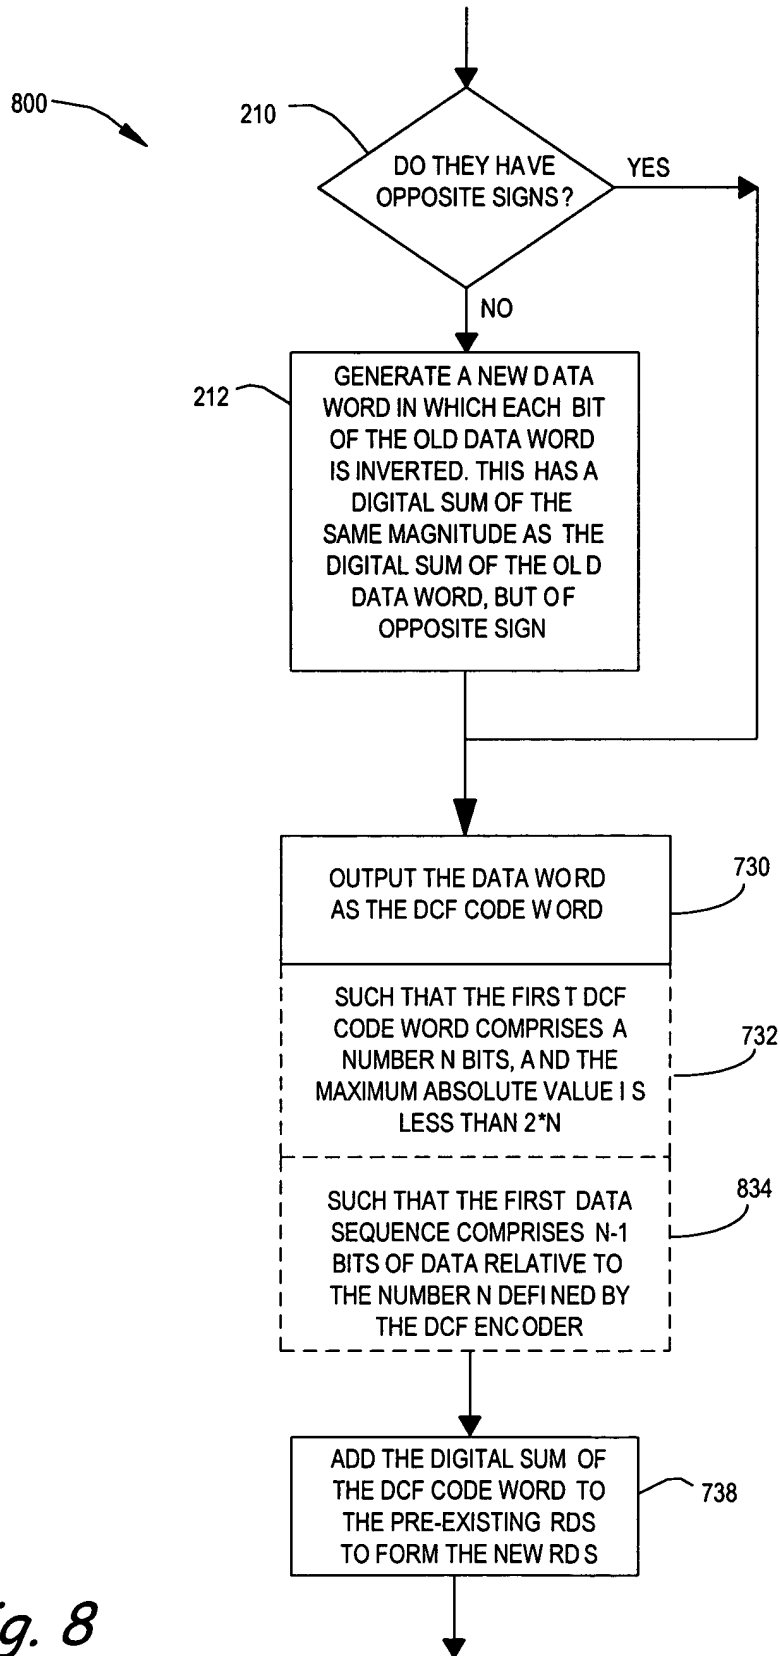 800
210
DO THEY HAVE
OPPOSITE SIGNS?
YES
NO
212
GENERATE A NEW DATA
WORD IN WHICH EACH BIT
OF THE OLD DATA WORD
IS INVERTED. THIS HAS A
DIGITAL SUM OF THE
SAME MAGNITUDE AS THE
DIGITAL SUM OF THE OLD
DATA WORD, BUT OF
OPPOSITE SIGN
OUTPUT THE DATA WORD
AS THE DCF CODE WORD
730
SUCH THAT THE FIRST DCF
CODE WORD COMPRISES A
NUMBER N BITS, AND THE
MAXIMUM ABSOLUTE VALUE IS
LESS THAN 2*N
732
SUCH THAT THE FIRST DATA
SEQUENCE COMPRISES N-1
BITS OF DATA RELATIVE TO
THE NUMBER N DEFINED BY
THE DCF ENCODER
834
ADD THE DIGITAL SUM OF
THE DCF CODE WORD TO
THE PRE-EXISTING RDS
TO FORM THE NEW RDS
738
g. 8